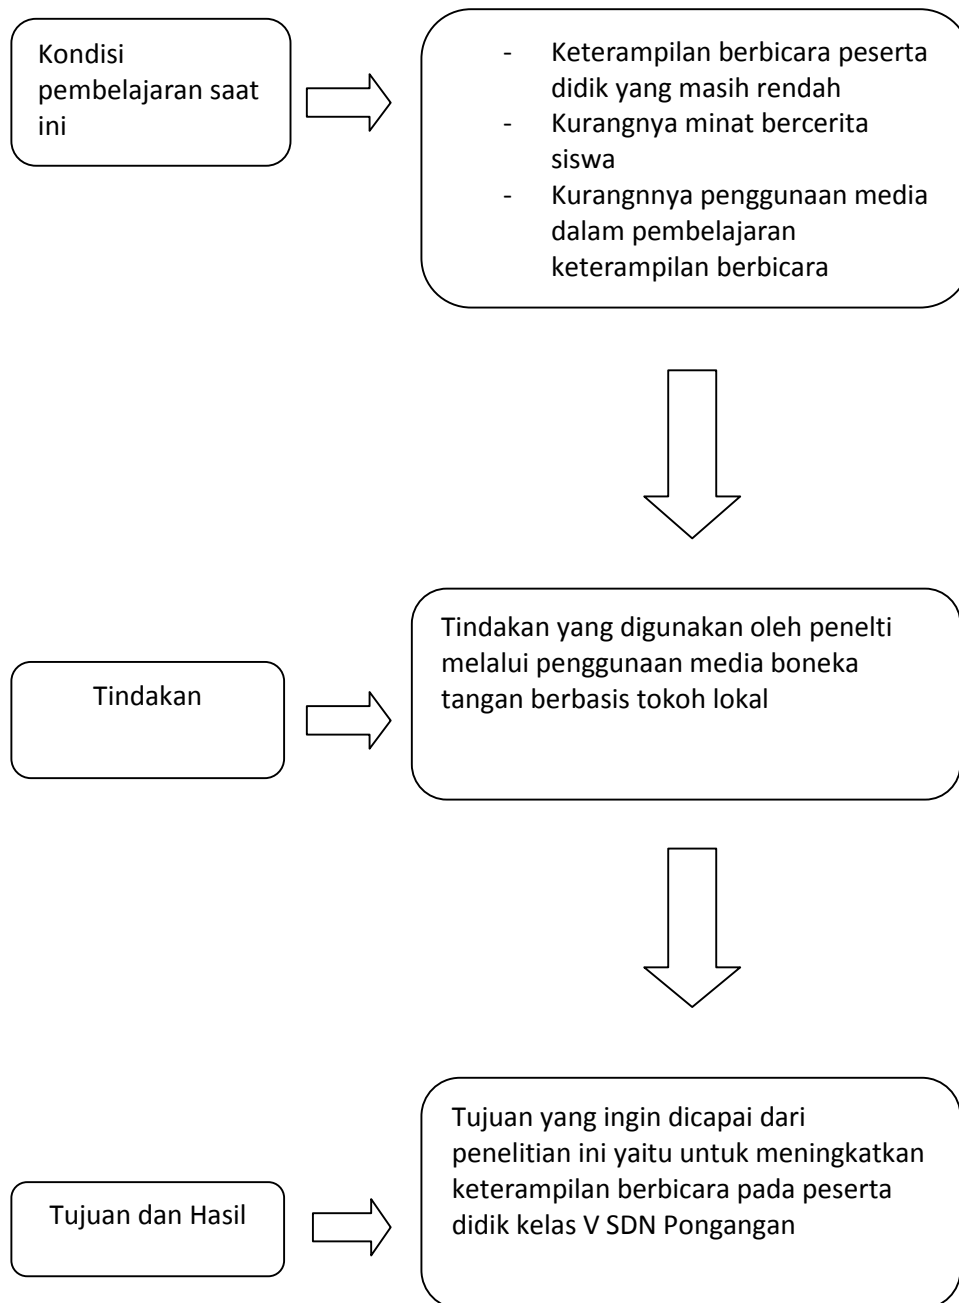 Kondisi
pembelajaran saat
ini
- Keterampilan berbicara peserta
didik yang masih rendah
- Kurangnya minat bercerita
siswa
- Kurangnnya penggunaan media
dalam pembelajaran
keterampilan berbicara
Tindakan
Tindakan yang digunakan oleh penelti
melalui penggunaan media boneka
tangan berbasis tokoh lokal
Tujuan dan Hasil
Tujuan yang ingin dicapai dari
penelitian ini yaitu untuk meningkatkan
keterampilan berbicara pada peserta
didik kelas V SDN Pongangan